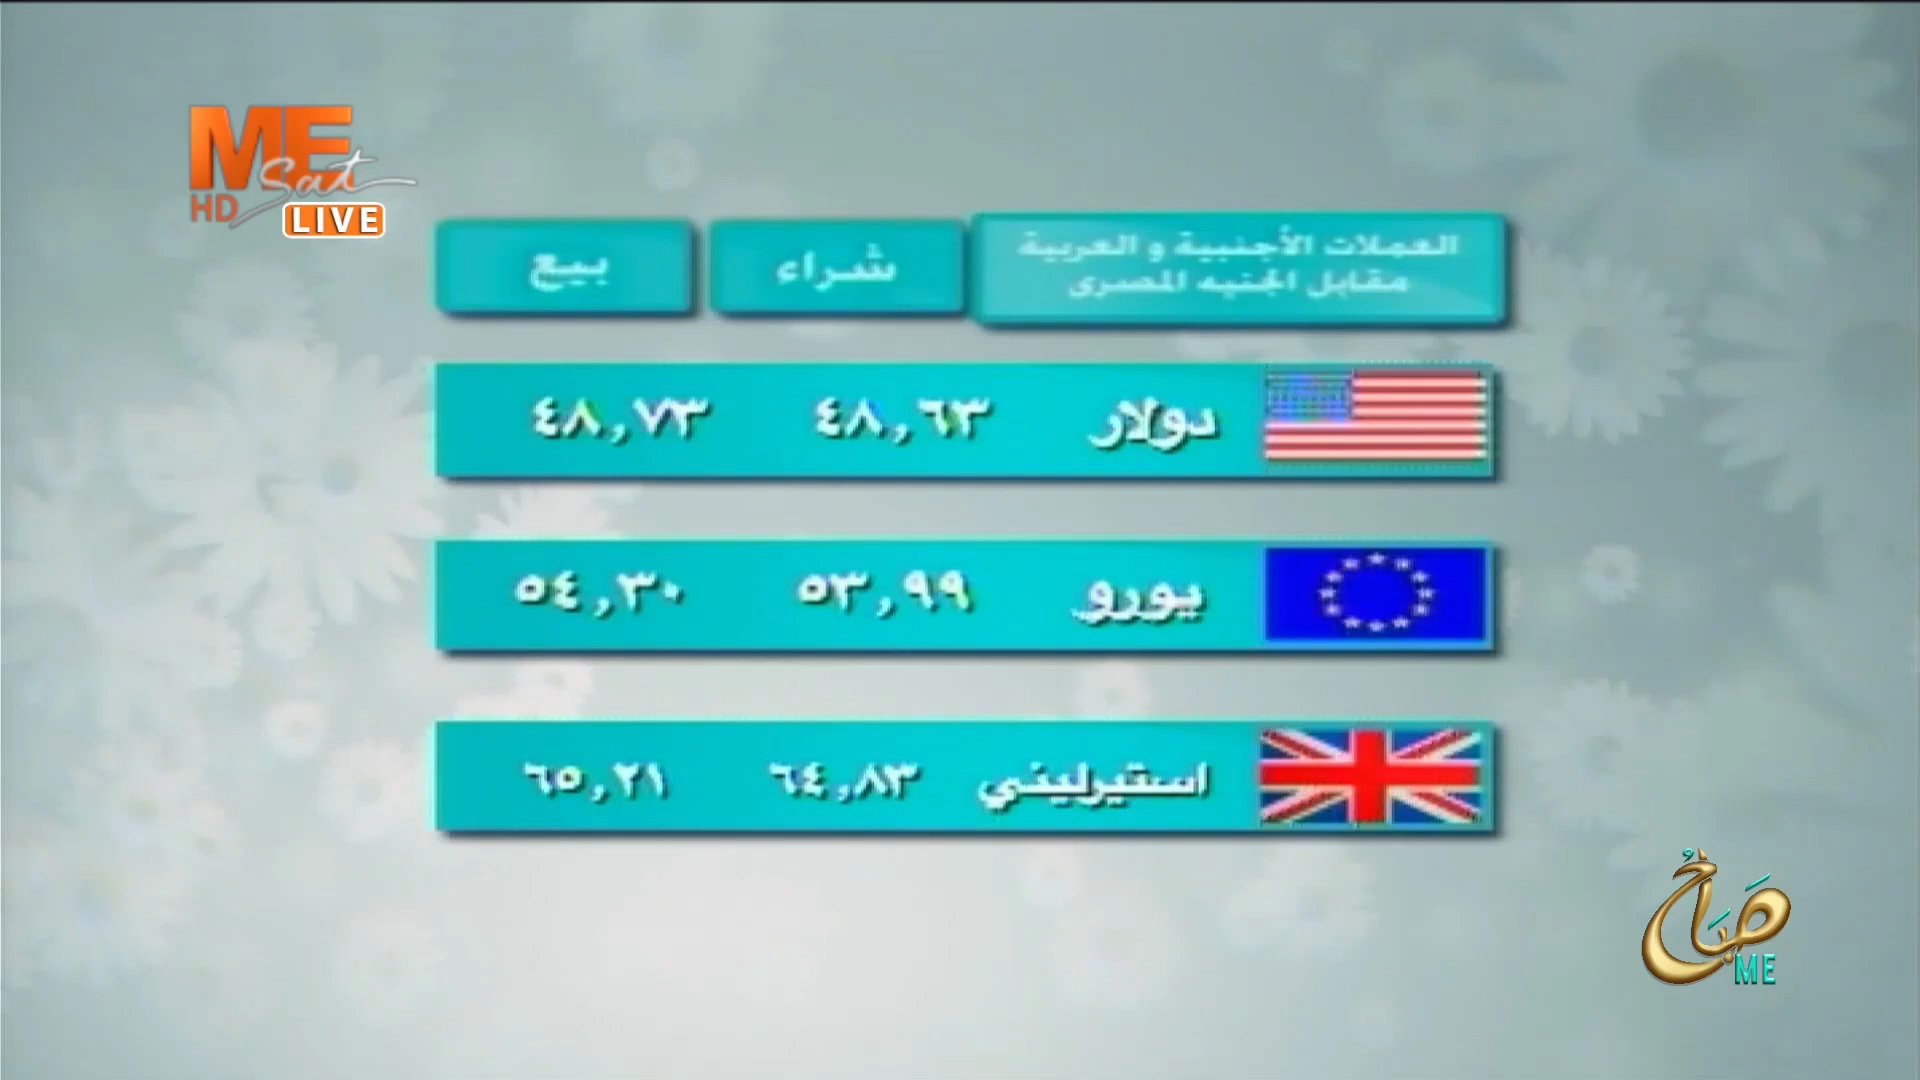 ME
Sat
HD
LIVE
العملات الأجنبية و العربية
مقابل الجنيه المصرى
شراء
بيع
دولار ٤٨,٦٣ ٤٨,٧٣
يورو ٥٣,٩٩ ٥٤,٣٠
استيرليني ٦٤,٨٣ ٦٥,٢١
صَبَاحُ
ME